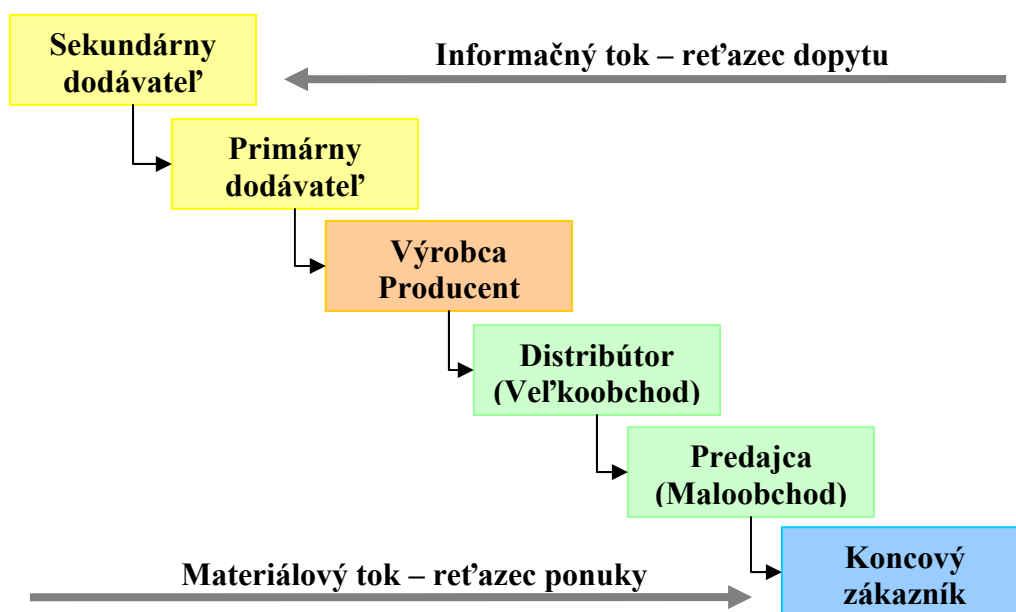 Sekundárny
dodávateľ
Informačný tok – reťazec dopytu
Primárny
dodávateľ
Výrobca
Producent
Distribútor
(Veľkoobchod)
Predajca
(Maloobchod)
Materiálový tok – reťazec ponuky
Koncový
zákazník